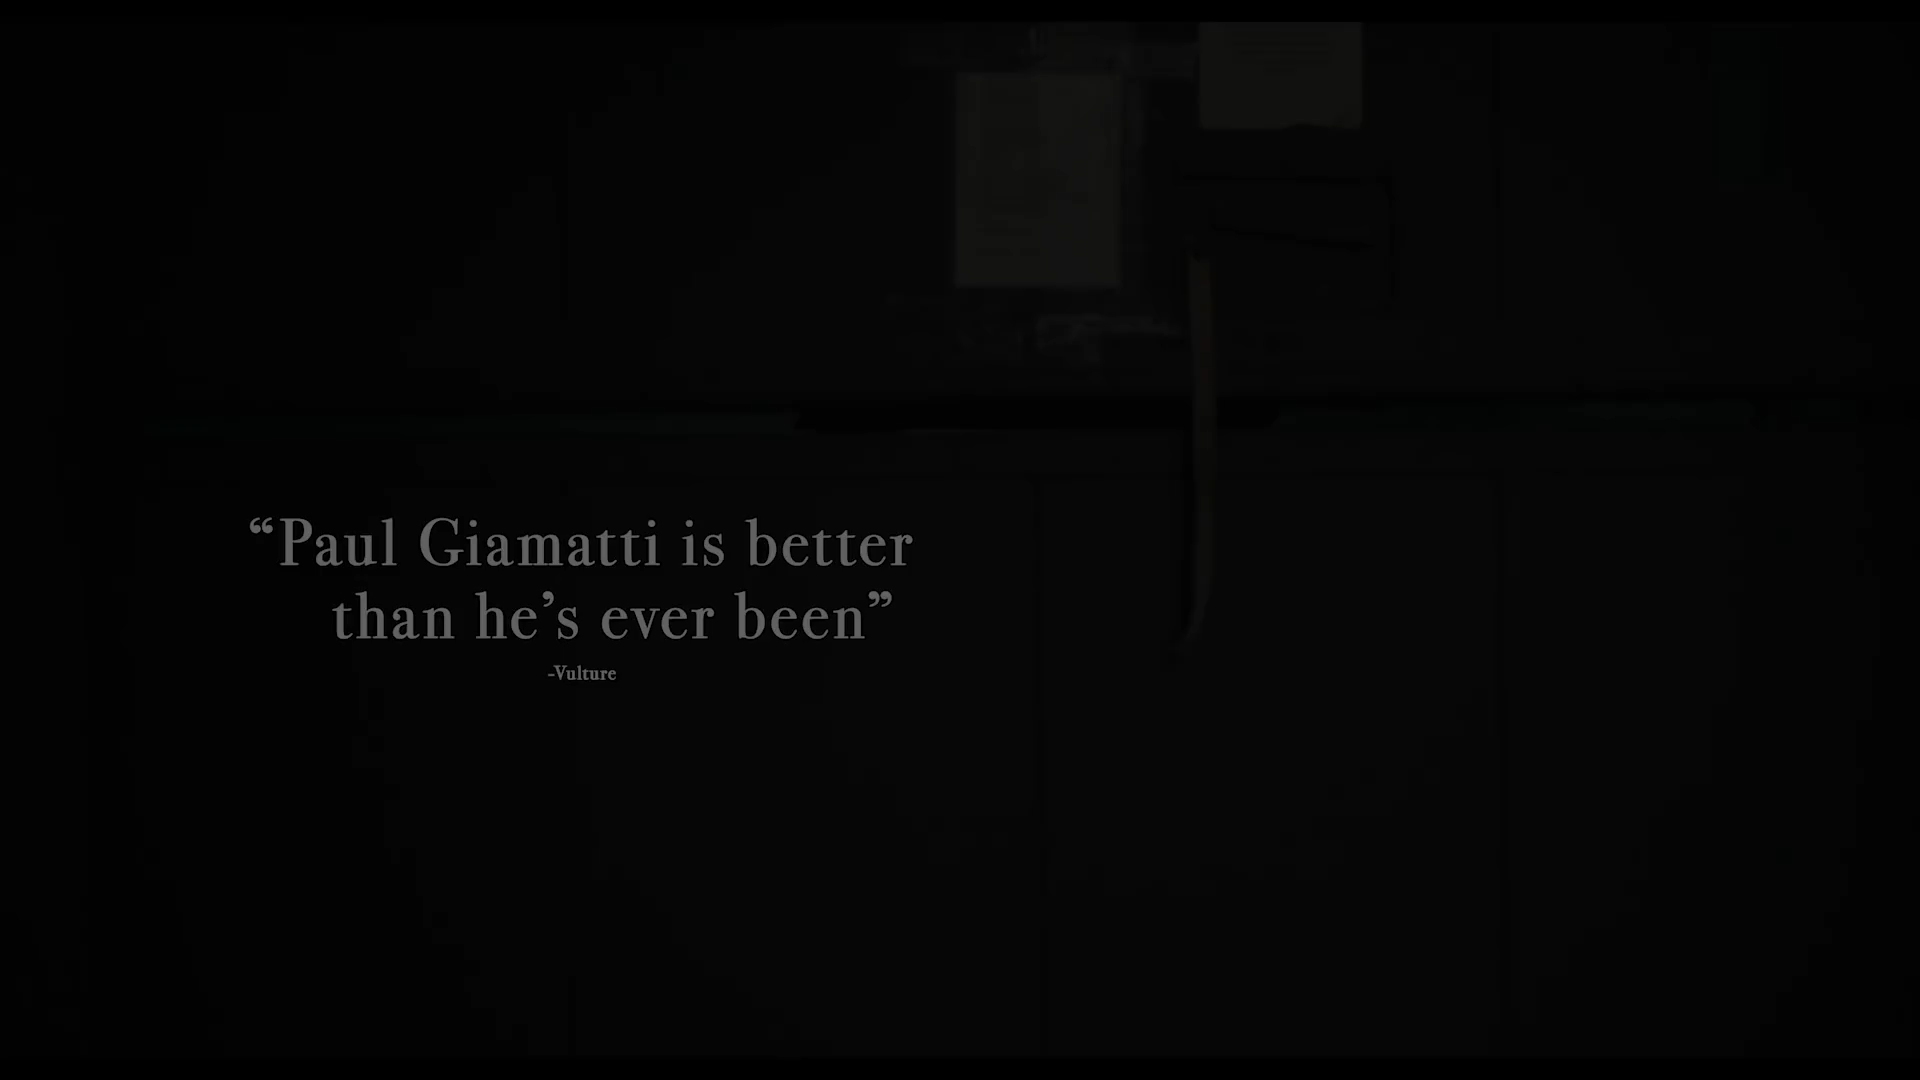 “Paul Giamatti is better
than he’s ever been”
-Vulture